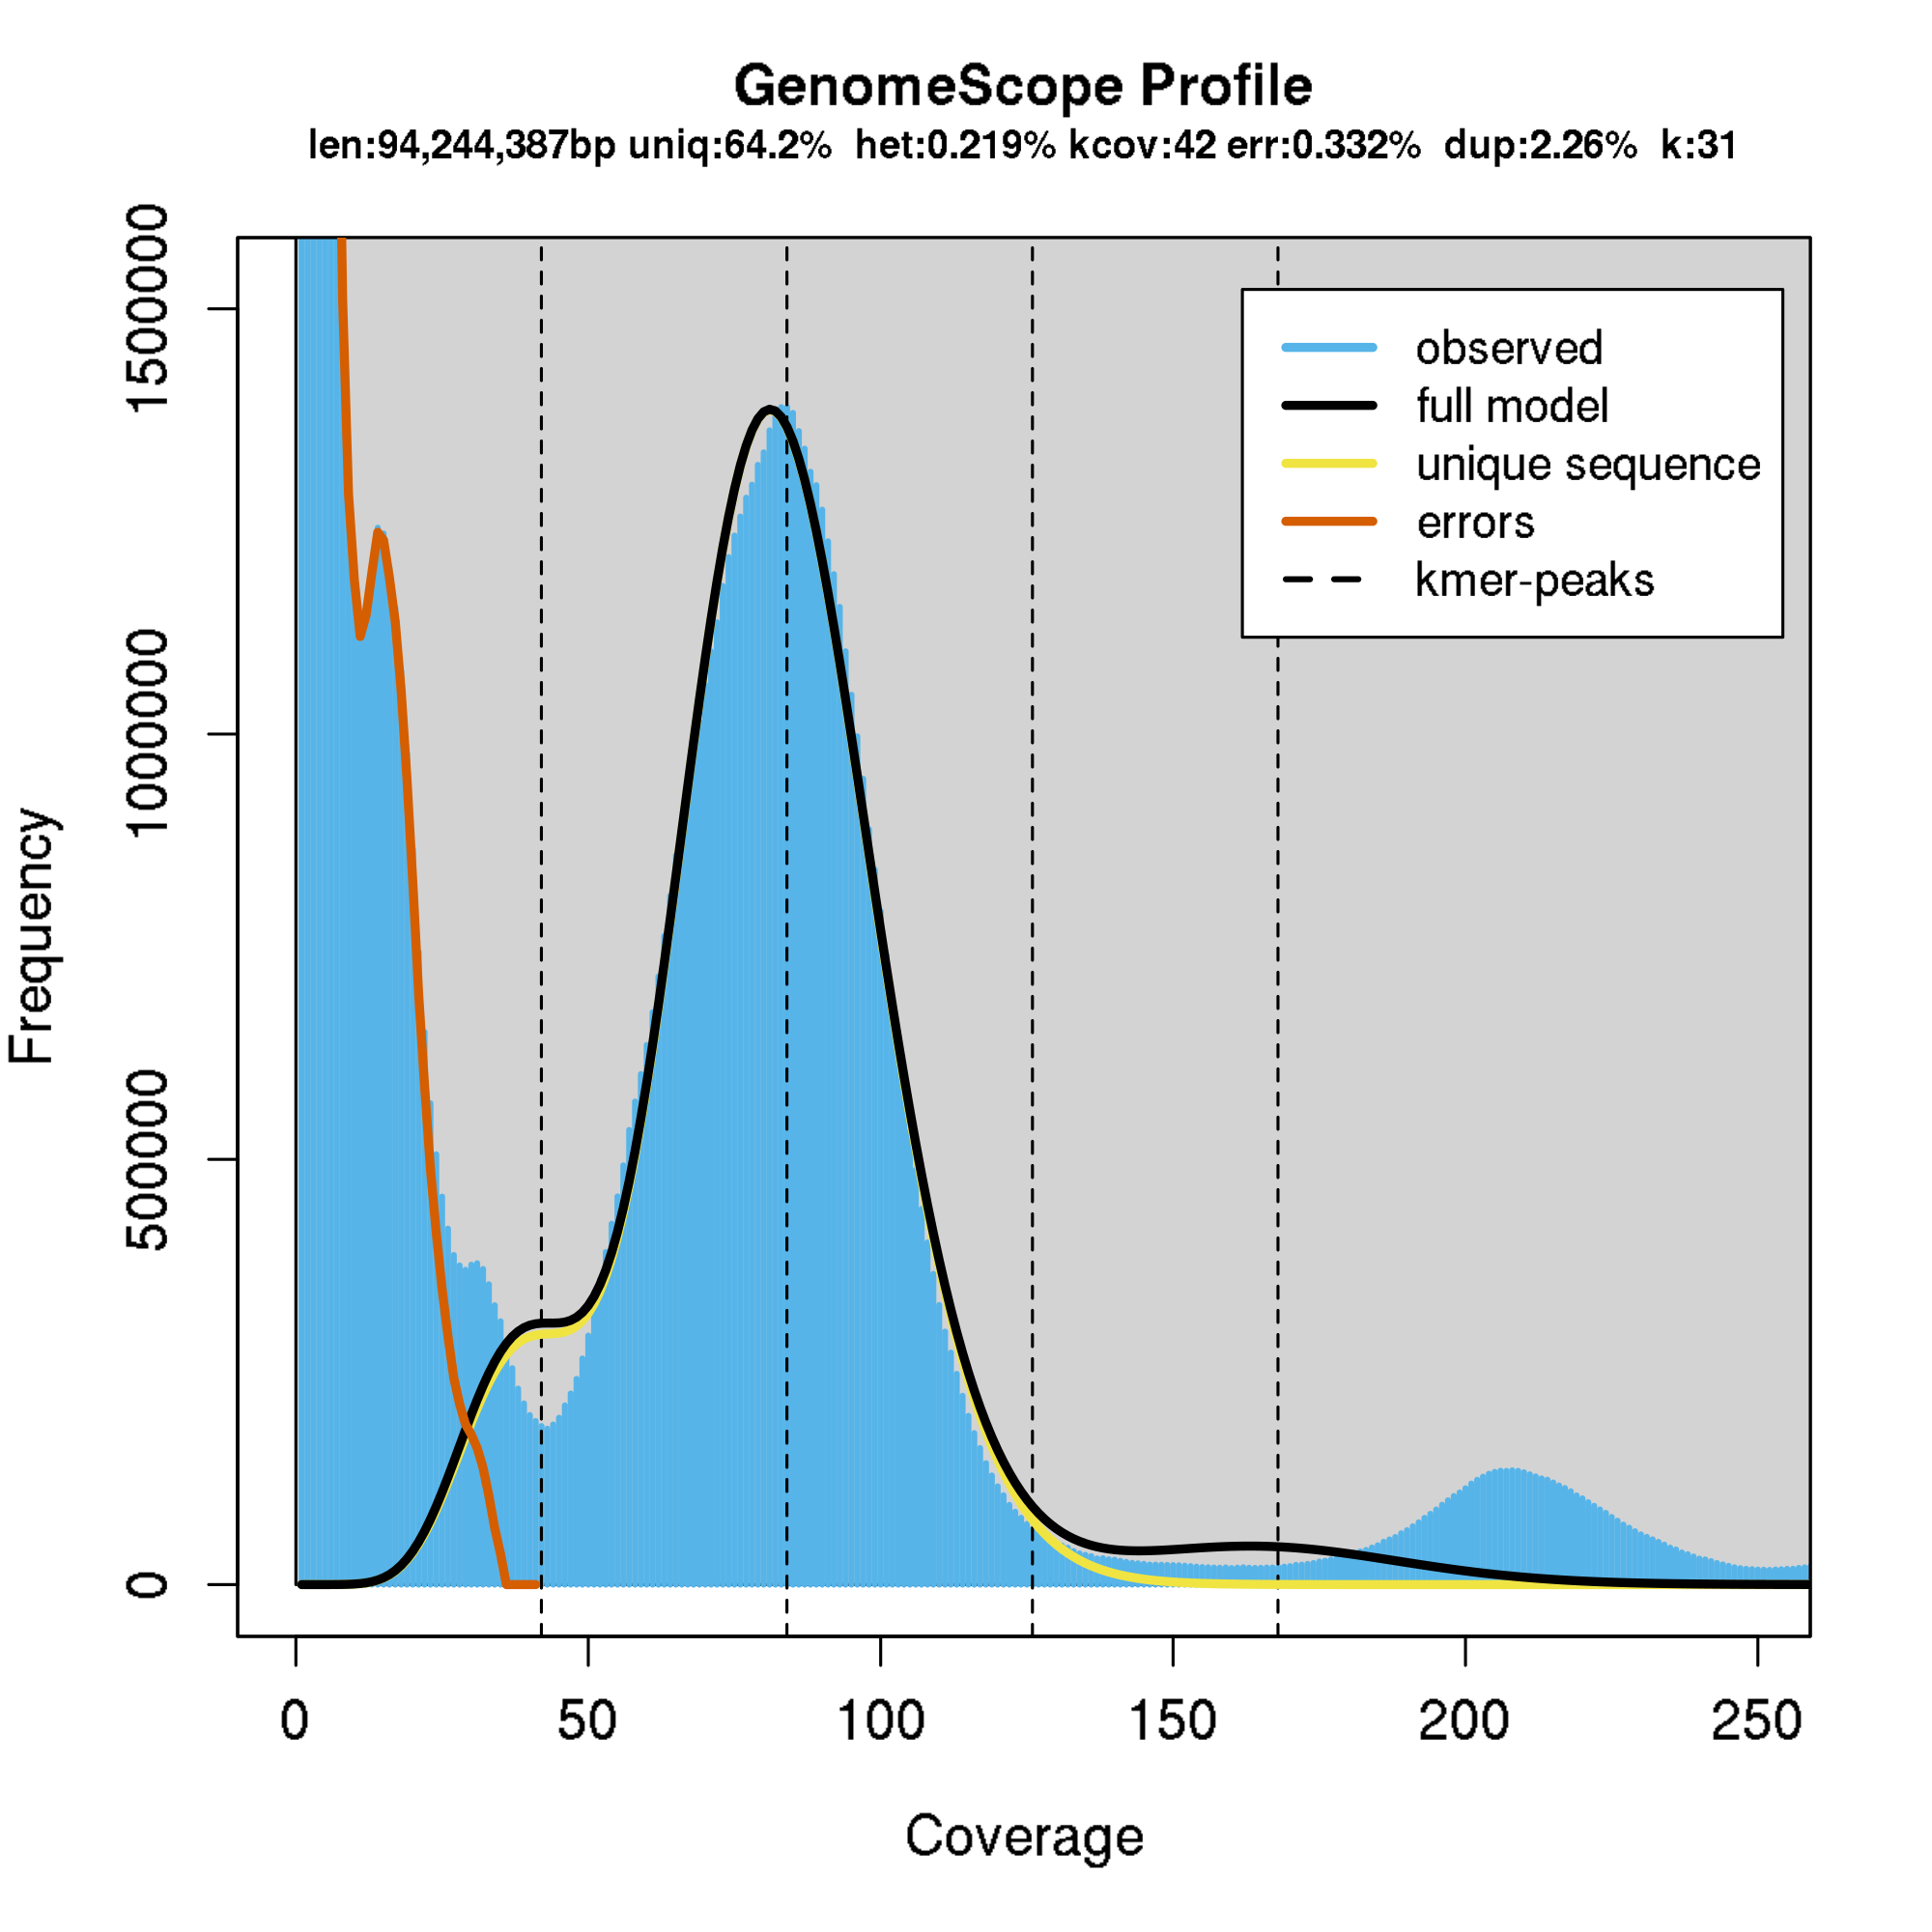 GenomeScope Profile
len:94,244,387bp uniq:64.2% het:0.219% kcov:42 err:0.332% dup:2.26% k:31
1500000
1000000
500000
0
Frequency
observed
full model
unique sequence
errors
kmer-peaks
0 50 100 150 200 250
Coverage